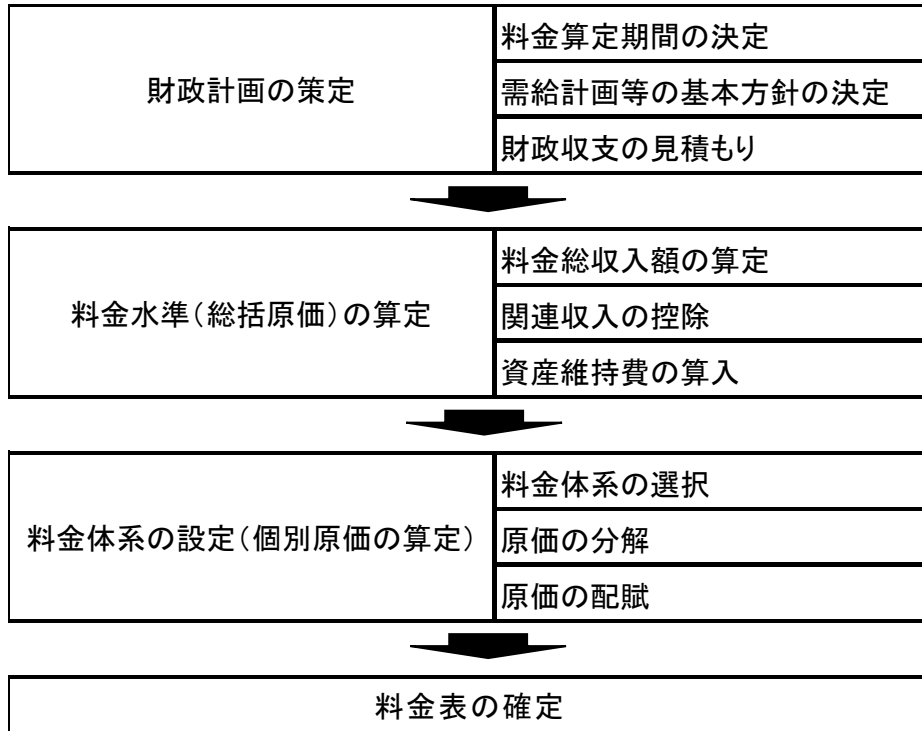 財政計画の策定
料金算定期間の決定
需給計画等の基本方針の決定
財政収支の見積もり
料金水準(総括原価)の算定
料金総収入額の算定
関連収入の控除
資産維持費の算入
料金体系の設定(個別原価の算定)
料金体系の選択
原価の分解
原価の配賦
料金表の確定